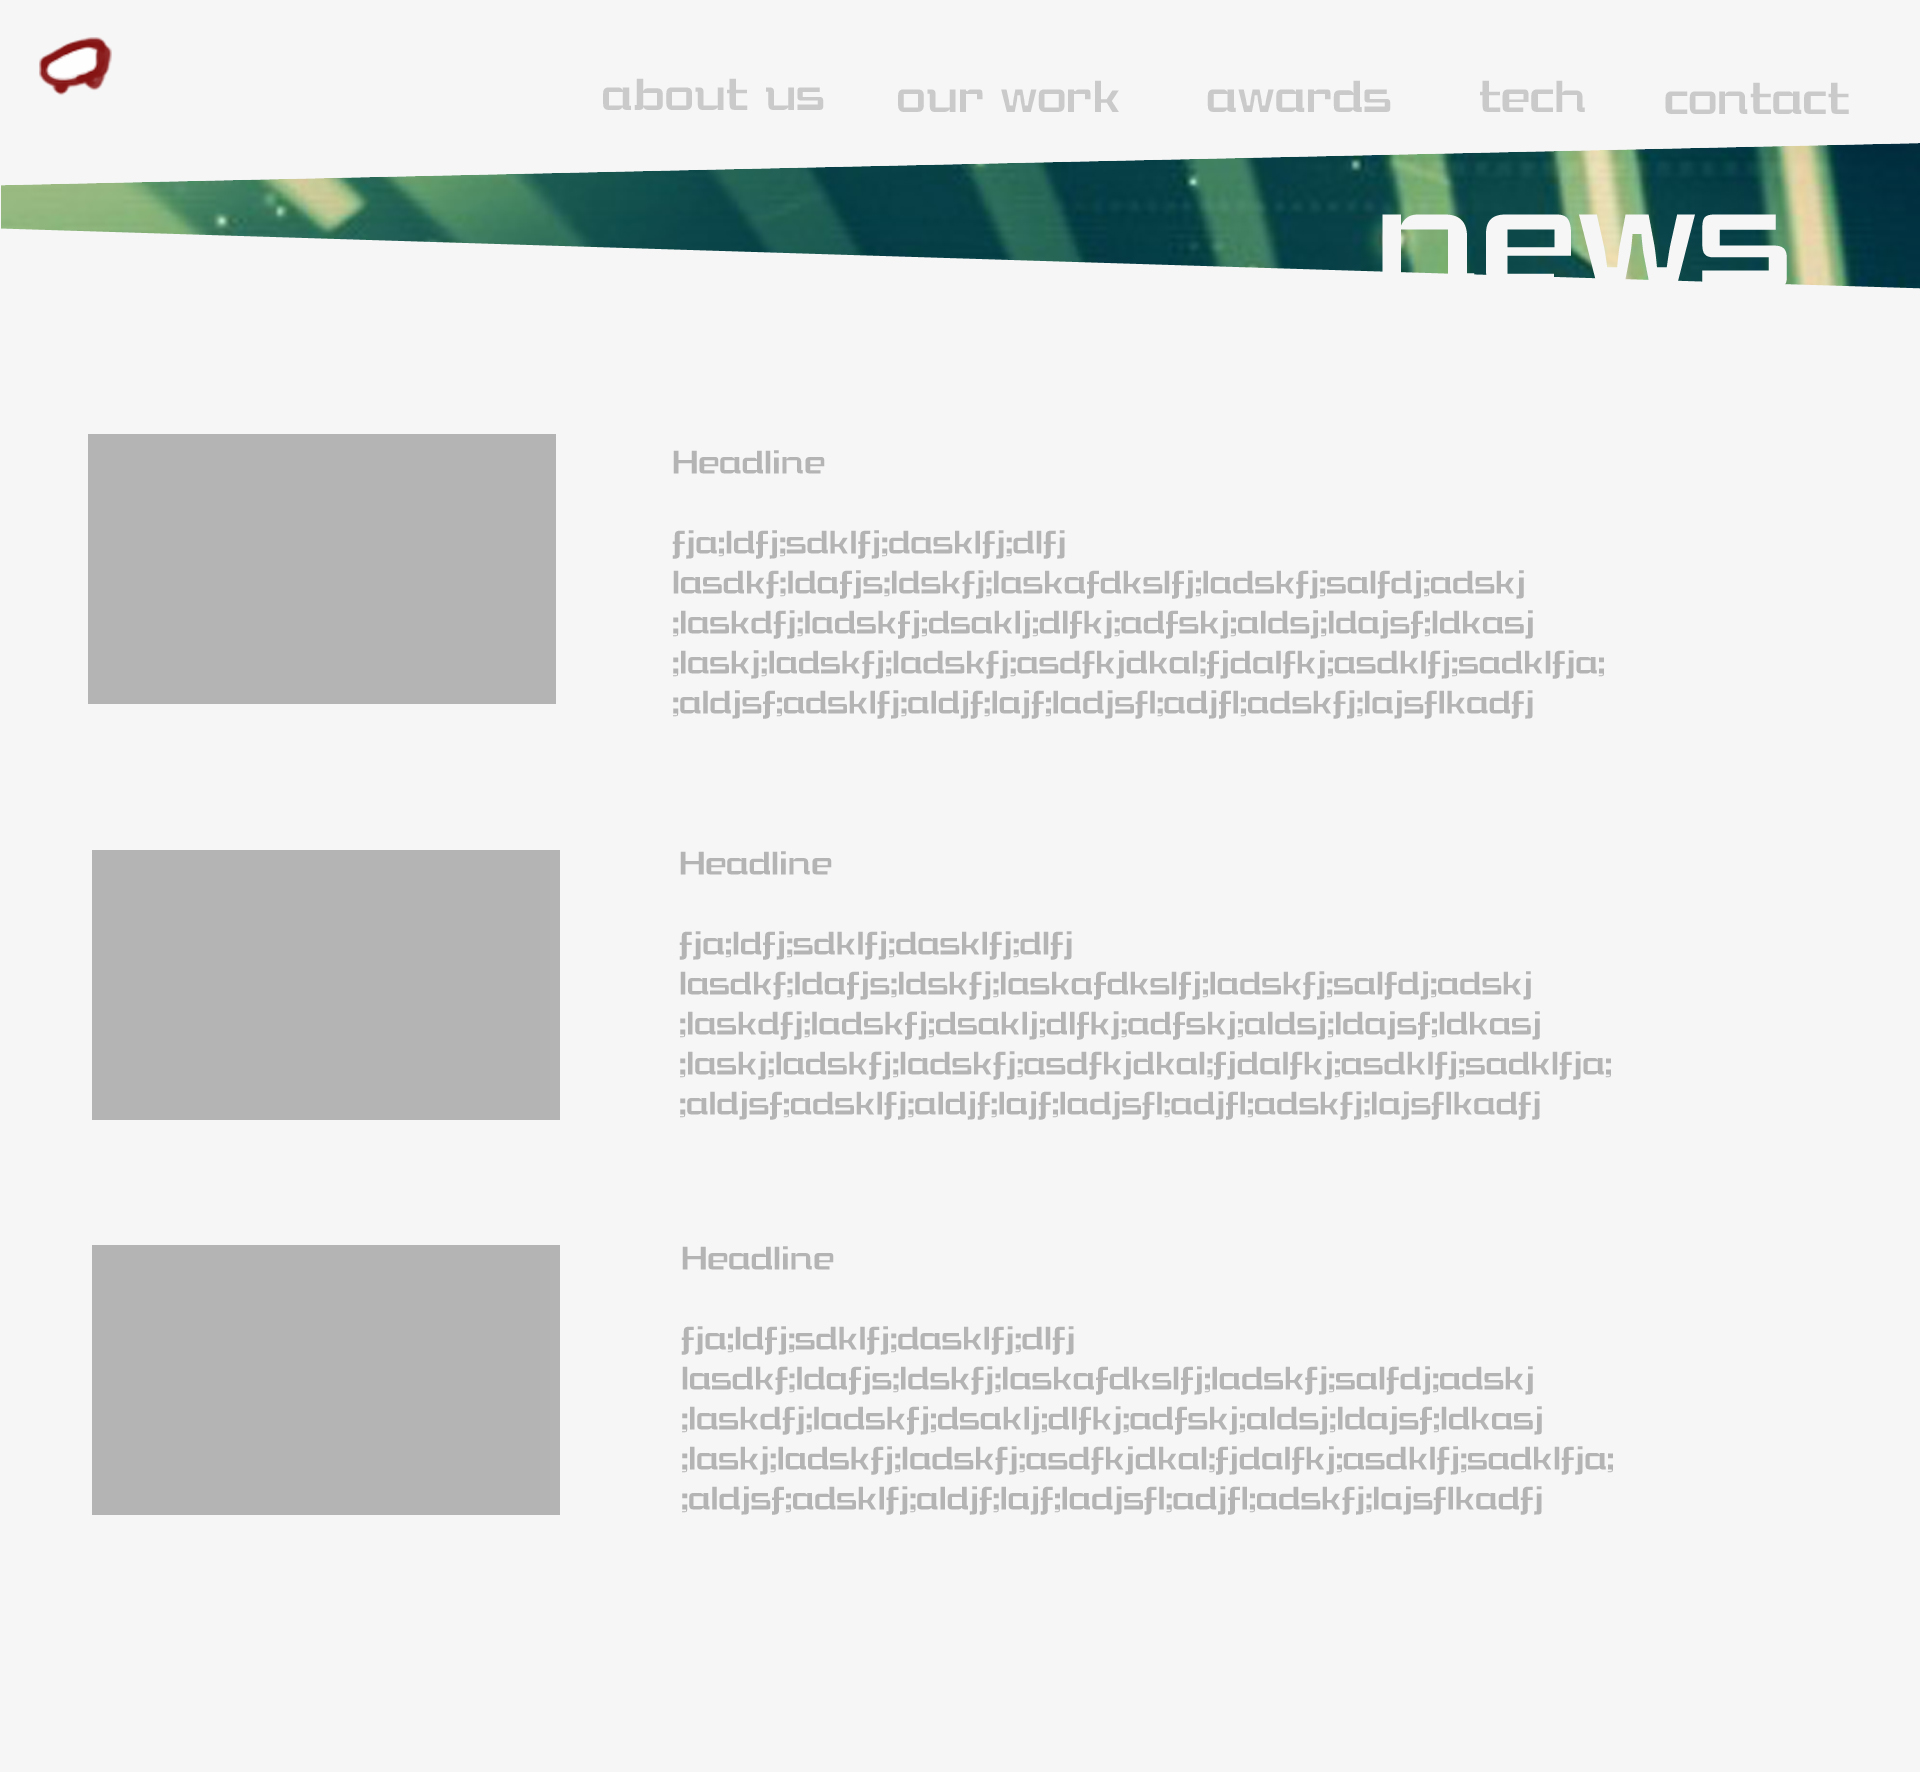 about us our work awards tech contact
news
Headline
fja;ldfj;sdklfj;dasklfj;dlfj
lasdkf;ldafjs;ldskfj;laskafdkslfj;ladskfj;salfdj;adskj
;laskdfj;ladskfj;dsaklj;dlfkj;adfskj;aldsj;ldajsf;ldkasj
;laskj;ladskfj;ladskfj;asdfkjdkal;fjdalfkj;asdklfj;sadklfja;
;aldjsf;adsklfj;aldjf;lajf;ladjsfl;adjfl;adskfj;lajsflkadfj
Headline
fja;ldfj;sdklfj;dasklfj;dlfj
lasdkf;ldafjs;ldskfj;laskafdkslfj;ladskfj;salfdj;adskj
;laskdfj;ladskfj;dsaklj;dlfkj;adfskj;aldsj;ldajsf;ldkasj
;laskj;ladskfj;ladskfj;asdfkjdkal;fjdalfkj;asdklfj;sadklfja;
;aldjsf;adsklfj;aldjf;lajf;ladjsfl;adjfl;adskfj;lajsflkadfj
Headline
fja;ldfj;sdklfj;dasklfj;dlfj
lasdkf;ldafjs;ldskfj;laskafdkslfj;ladskfj;salfdj;adskj
;laskdfj;ladskfj;dsaklj;dlfkj;adfskj;aldsj;ldajsf;ldkasj
;laskj;ladskfj;ladskfj;asdfkjdkal;fjdalfkj;asdklfj;sadklfja;
;aldjsf;adsklfj;aldjf;lajf;ladjsfl;adjfl;adskfj;lajsflkadfj